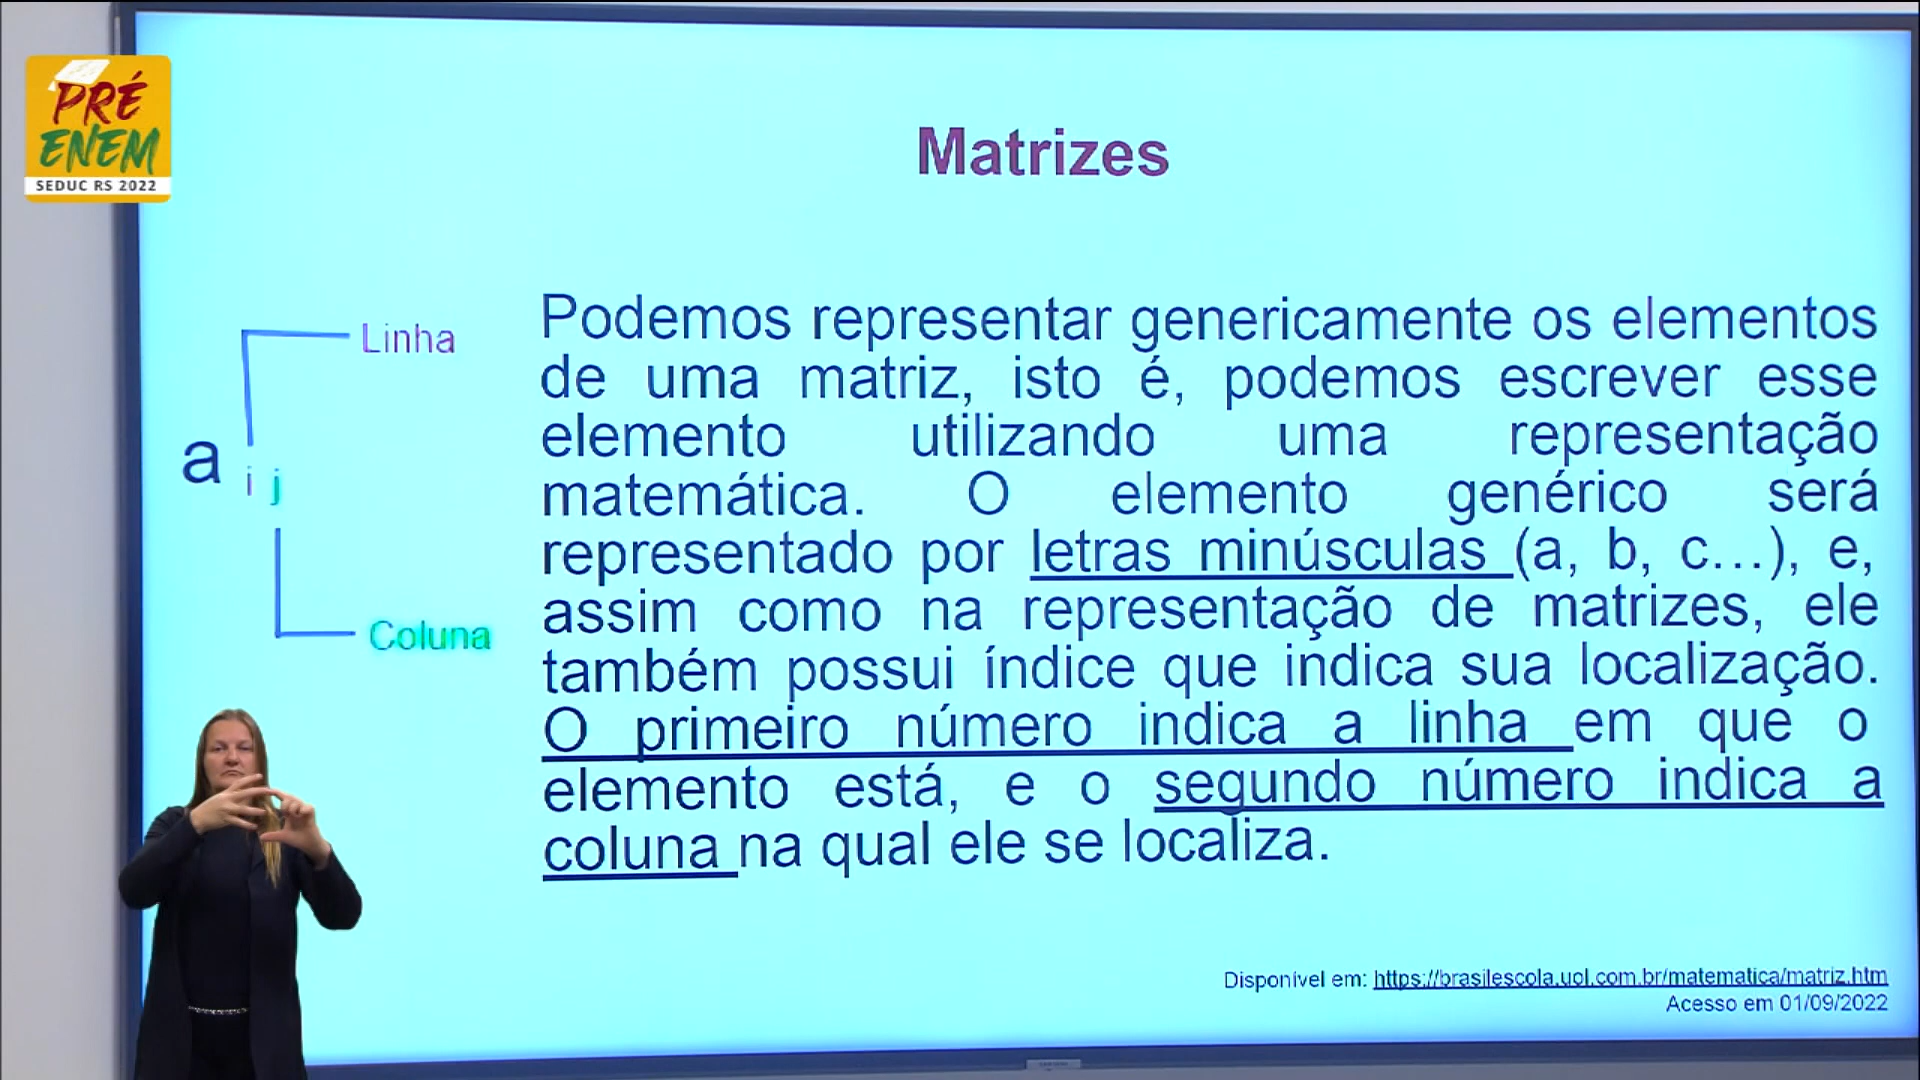 PRÉ
ENEM
SEDUC RS 2022
Matrizes
Linha
a i j
Coluna
Podemos representar genericamente os elementos
de uma matriz, isto é, podemos escrever esse
elemento utilizando uma representação
matemática. O elemento genérico será
representado por letras minúsculas (a, b, c...), e,
assim como na representação de matrizes, ele
também possui índice que indica sua localização.
O primeiro número indica a linha em que o
elemento está, e o segundo número indica a
coluna na qual ele se localiza.
Disponível em: https://brasilescola.uol.com.br/matematica/matriz.htm
Acesso em 01/09/2022